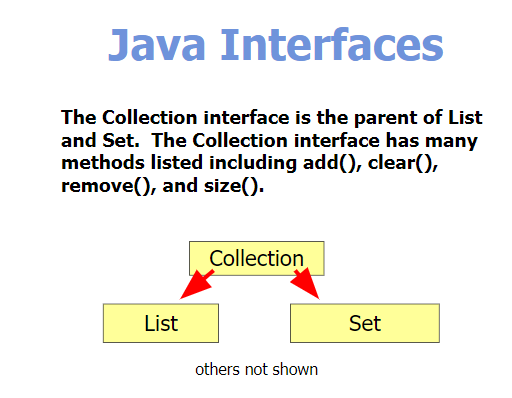 Java Interfaces
The Collection interface is the parent of List
and Set.  The Collection interface has many
methods listed including add(), clear(),
remove(), and size().
Collection
List
Set
others not shown